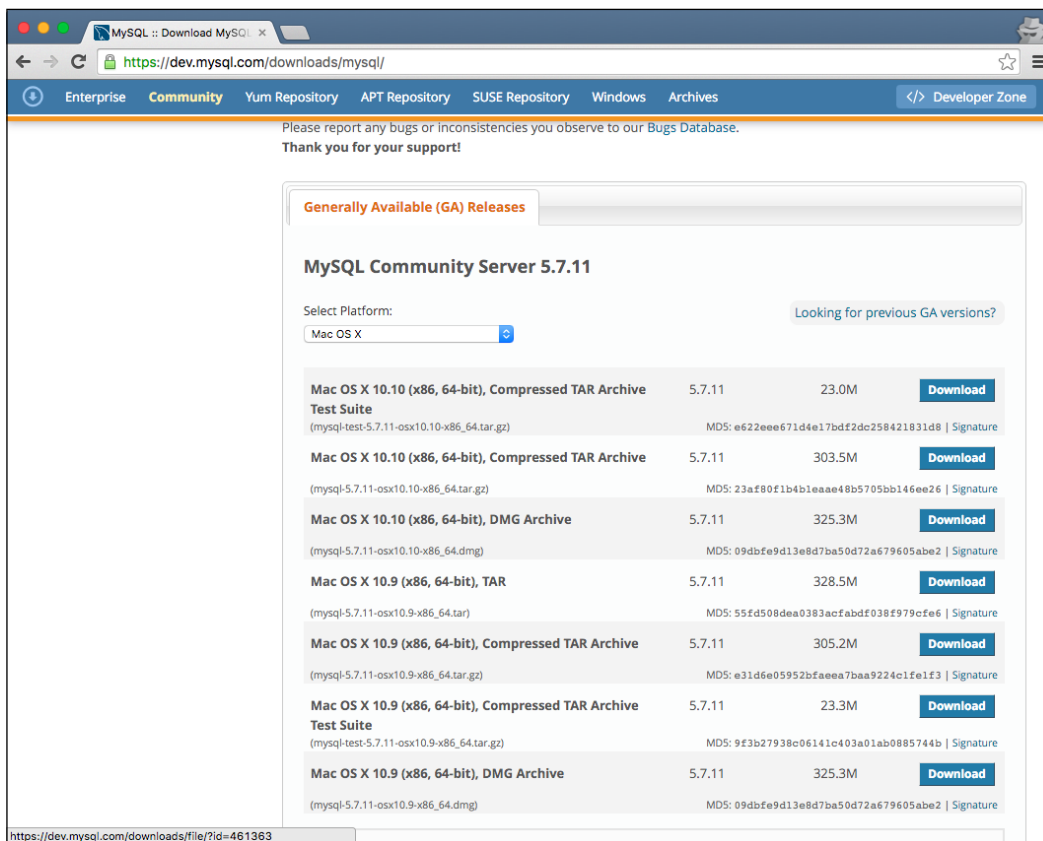 MySQL :: Download MySQL ×
https://dev.mysql.com/downloads/mysql/
Enterprise Community Yum Repository APT Repository SUSE Repository Windows Archives </> Developer Zone
Please report any bugs or inconsistencies you observe to our Bugs Database.
Thank you for your support!
Generally Available (GA) Releases
MySQL Community Server 5.7.11
Select Platform:
Looking for previous GA versions?
Mac OS X
Mac OS X 10.10 (x86, 64-bit), Compressed TAR Archive 5.7.11 23.0M Download
Test Suite
(mysql-test-5.7.11-osx10.10-x86_64.tar.gz) MD5: e622eee671d4e17bdf2dc258421831d8 | Signature
Mac OS X 10.10 (x86, 64-bit), Compressed TAR Archive 5.7.11 303.5M Download
(mysql-5.7.11-osx10.10-x86_64.tar.gz) MD5: 23af80f1b4b1eaae48b5705bb146ee26 | Signature
Mac OS X 10.10 (x86, 64-bit), DMG Archive 5.7.11 325.3M Download
(mysql-5.7.11-osx10.10-x86_64.dmg) MD5: 09dbfe9d13e8d7ba50d72a679605abe2 | Signature
Mac OS X 10.9 (x86, 64-bit), TAR 5.7.11 328.5M Download
(mysql-5.7.11-osx10.9-x86_64.tar) MD5: 55fd508dea0383acfabdf038f979cfe6 | Signature
Mac OS X 10.9 (x86, 64-bit), Compressed TAR Archive 5.7.11 305.2M Download
(mysql-5.7.11-osx10.9-x86_64.tar.gz) MD5: e31d6e05952bfaeea7baa9224c1fe1f3 | Signature
Mac OS X 10.9 (x86, 64-bit), Compressed TAR Archive 5.7.11 23.3M Download
Test Suite
(mysql-test-5.7.11-osx10.9-x86_64.tar.gz) MD5: 9f3b27938c06141c403a01ab0885744b | Signature
Mac OS X 10.9 (x86, 64-bit), DMG Archive 5.7.11 325.3M Download
(mysql-5.7.11-osx10.9-x86_64.dmg) MD5: 09dbfe9d13e8d7ba50d72a679605abe2 | Signature
https://dev.mysql.com/downloads/file/?id=461363